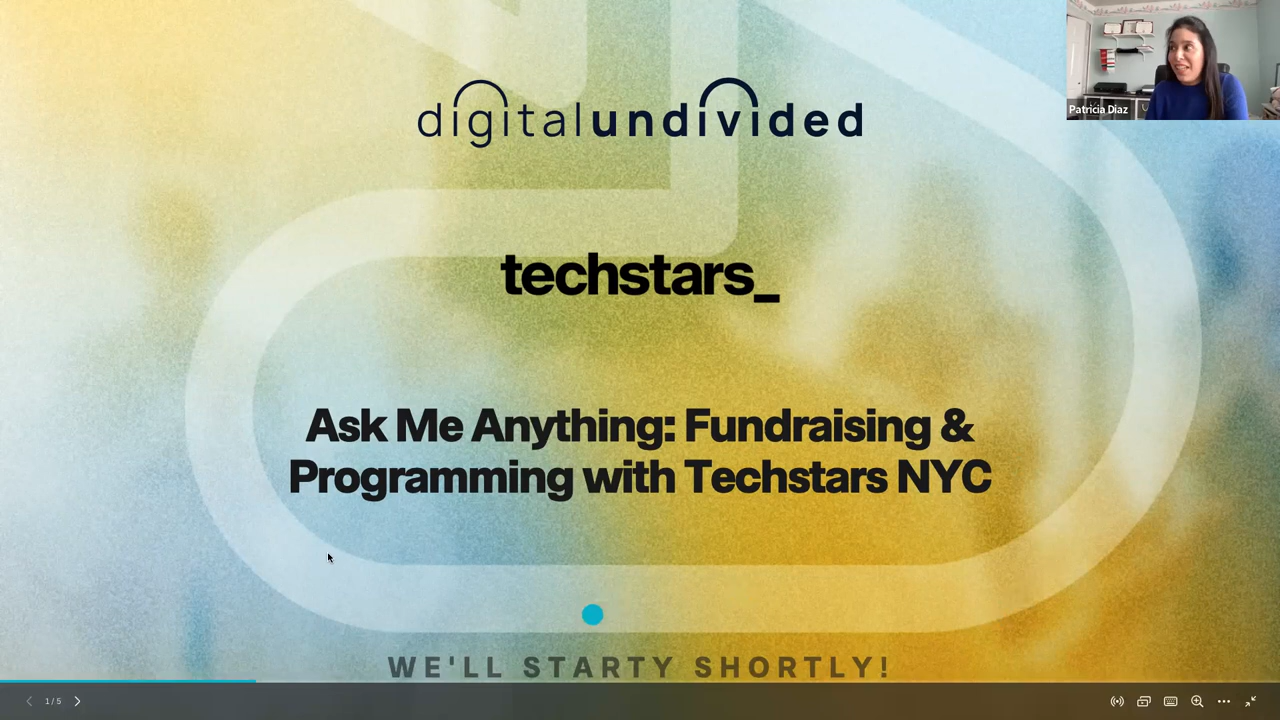 digitalundivided
Patricia Diaz
techstars_
Ask Me Anything: Fundraising &
Programming with Techstars NYC
WE'LL STARTY SHORTLY!
1 / 5